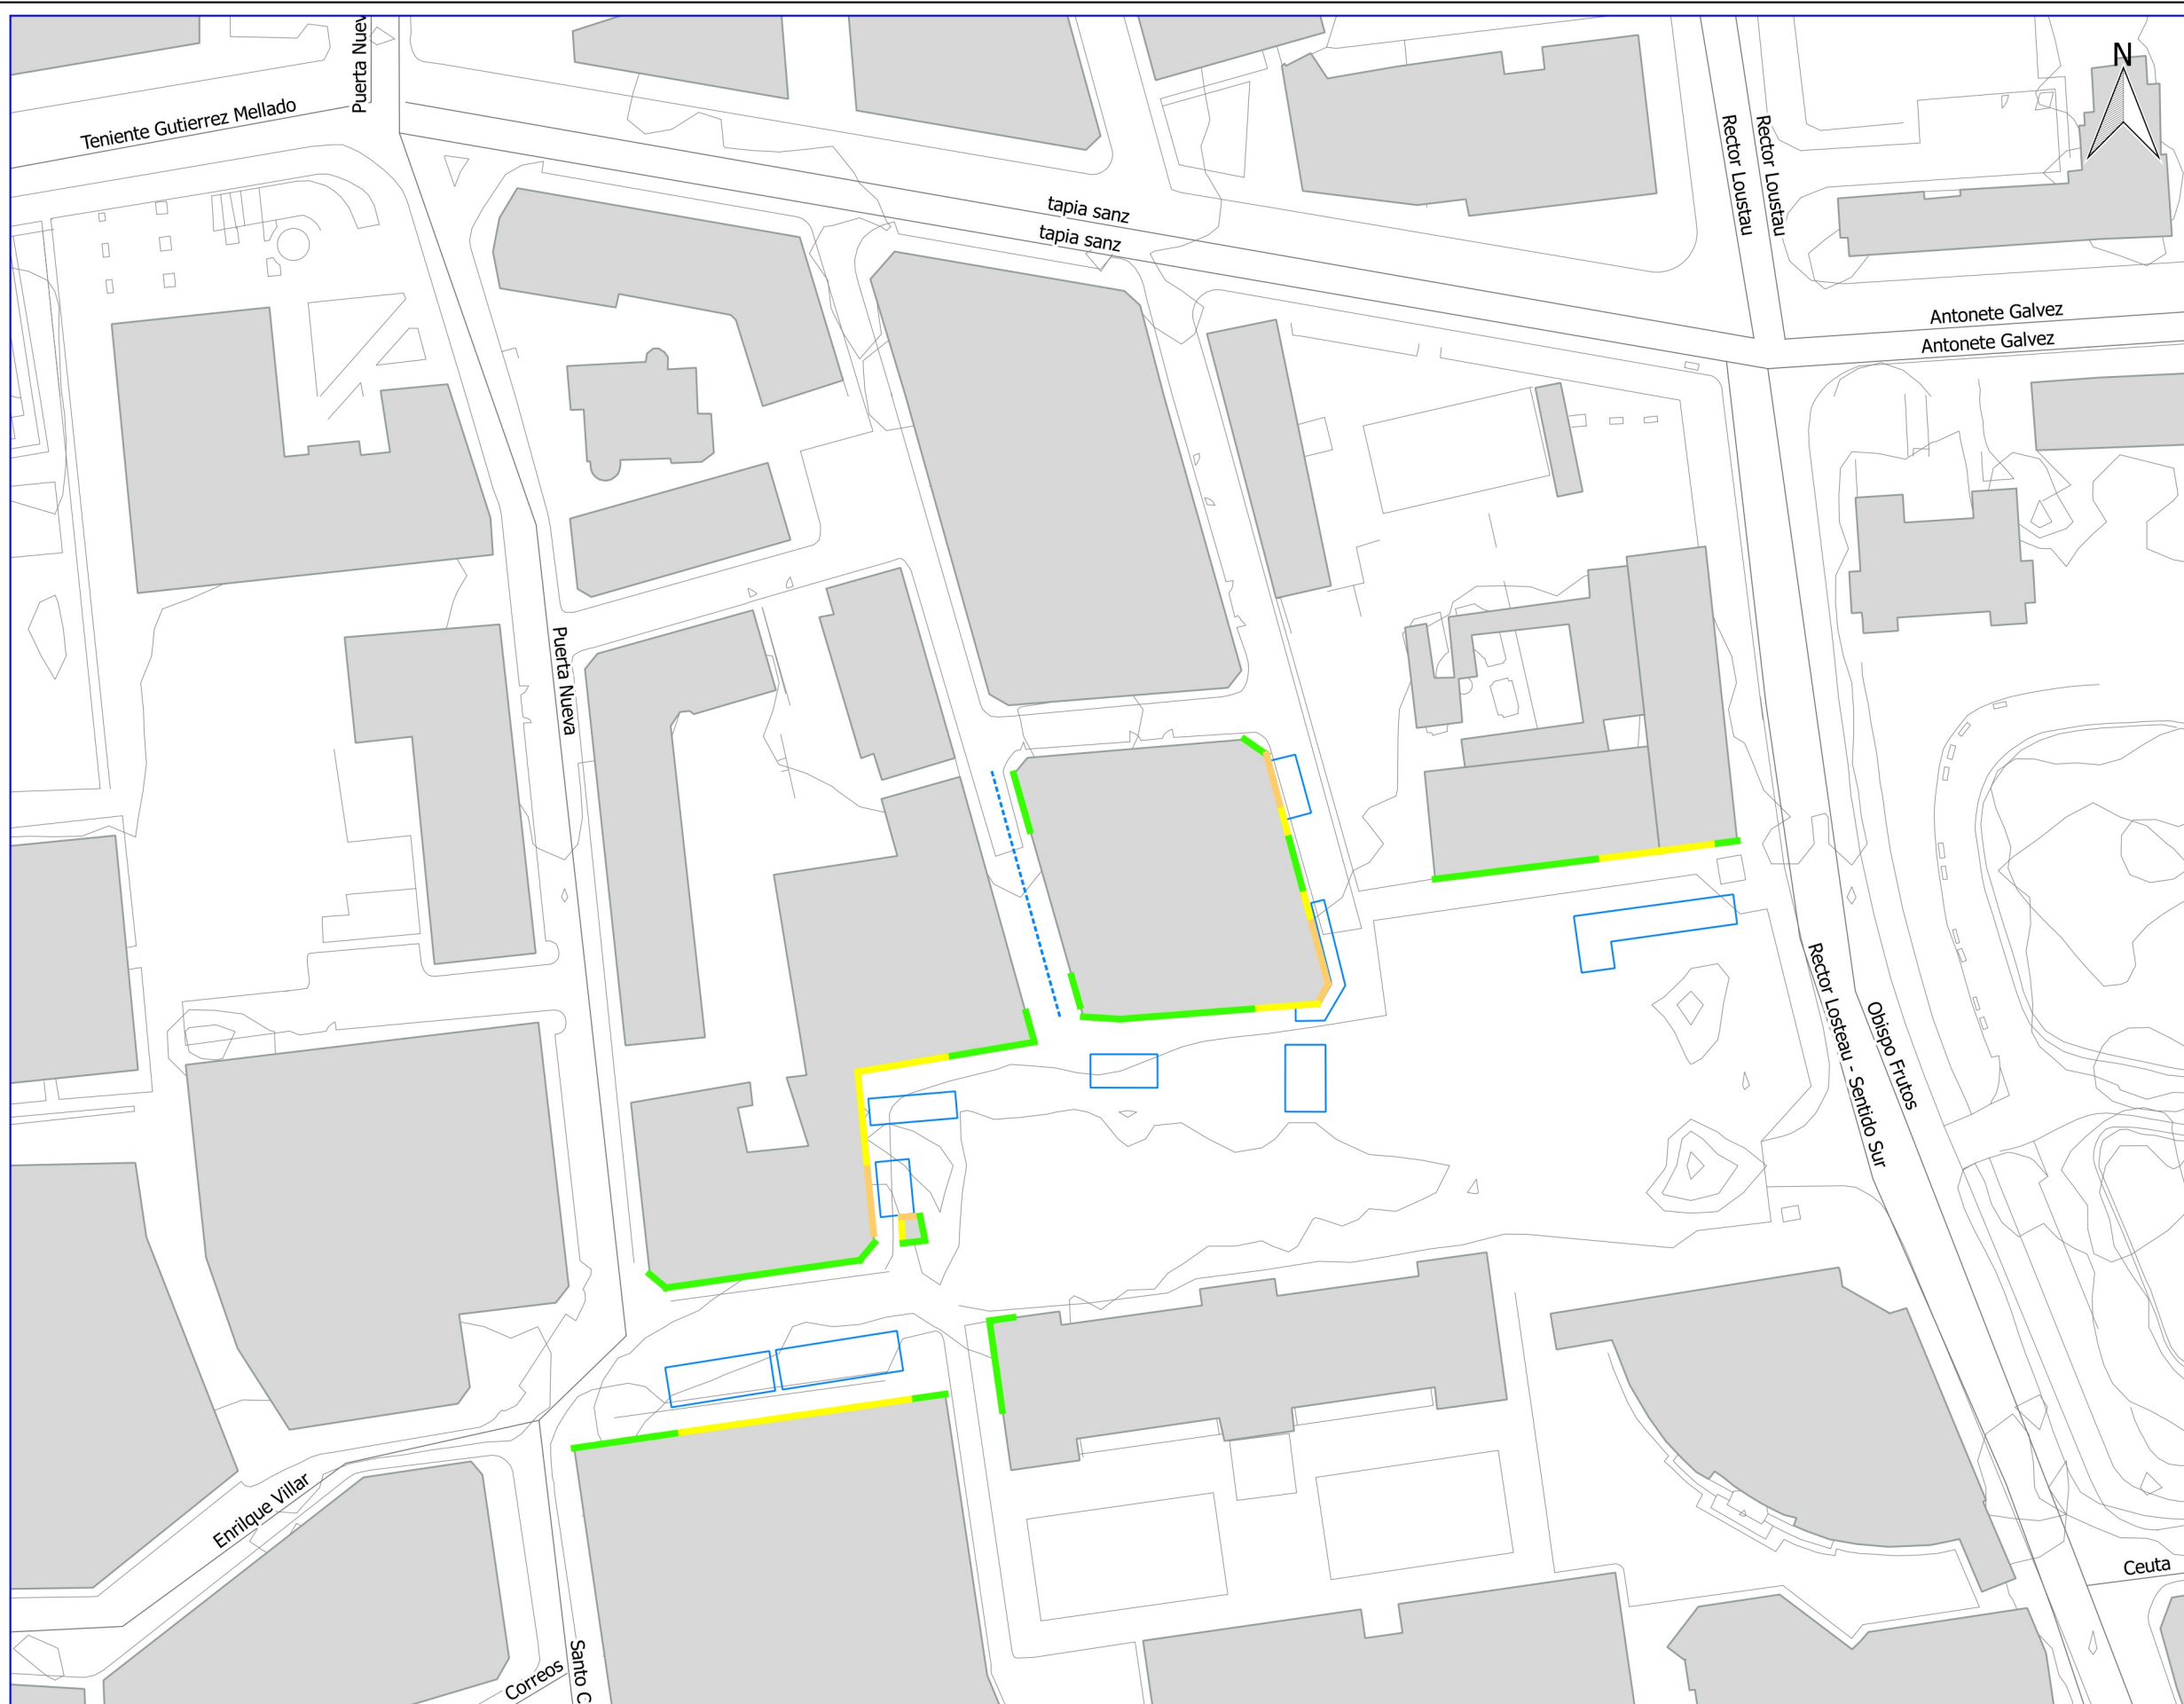 Puerta Nuev
N
Teniente Gutierrez Mellado
Rector Loustau
Rector Loustau
tapia sanz
tapia sanz
Antonete Galvez
Antonete Galvez
Puerta Nueva
Rector Losteau - Sentido Sur
Obispo Frutos
Enrilque Villar
Ceuta
Santo C
Correos